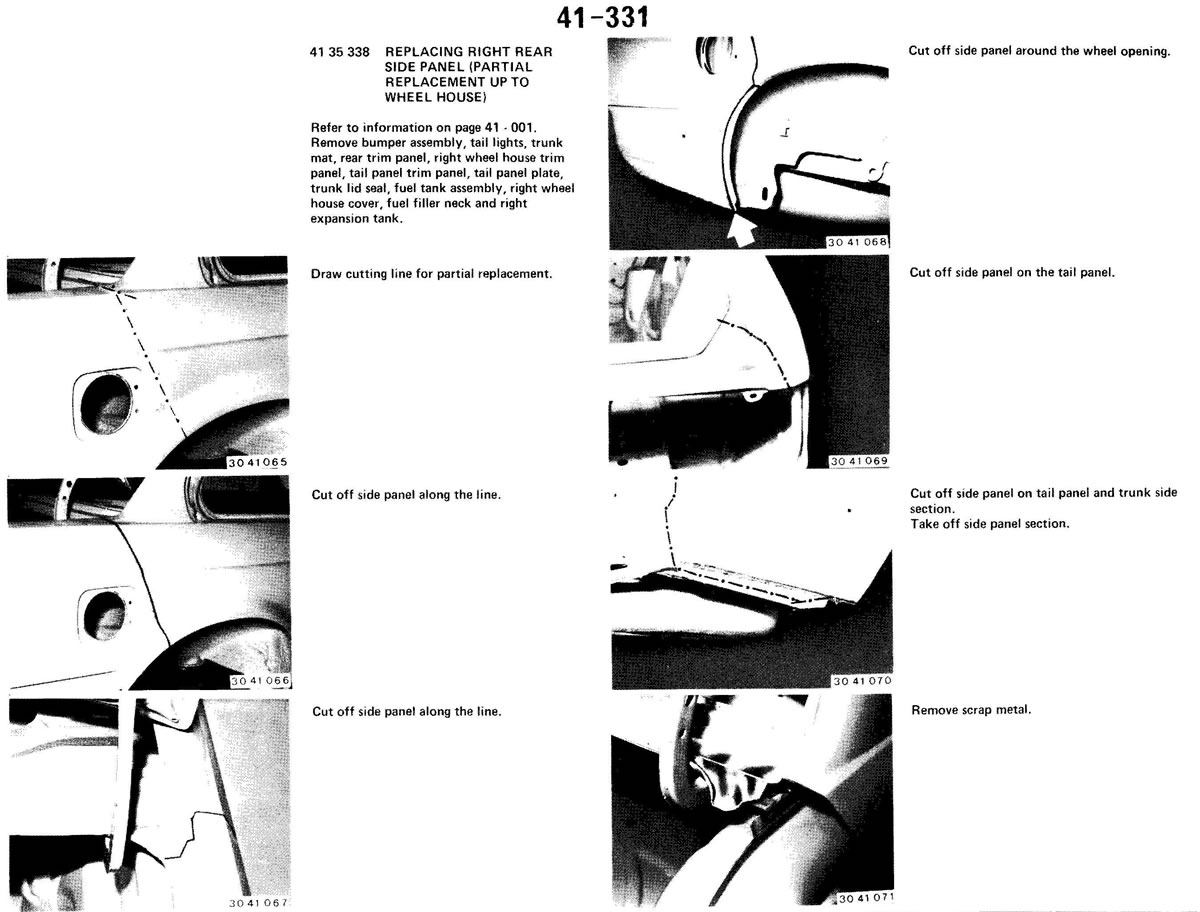 41-331
41 35 338 REPLACING RIGHT REAR
SIDE PANEL (PARTIAL
REPLACEMENT UP TO
WHEEL HOUSE)
Refer to information on page 41 - 001.
Remove bumper assembly, tail lights, trunk
mat, rear trim panel, right wheel house trim
panel, tail panel trim panel, tail panel plate,
trunk lid seal, fuel tank assembly, right wheel
house cover, fuel filler neck and right
expansion tank.
Draw cutting line for partial replacement.
30 41 065
Cut off side panel along the line.
30 41 066
Cut off side panel along the line.
30 41 067
Cut off side panel around the wheel opening.
30 41 068
Cut off side panel on the tail panel.
30 41 069
Cut off side panel on tail panel and trunk side
section.
Take off side panel section.
30 41 070
Remove scrap metal.
30 41 071